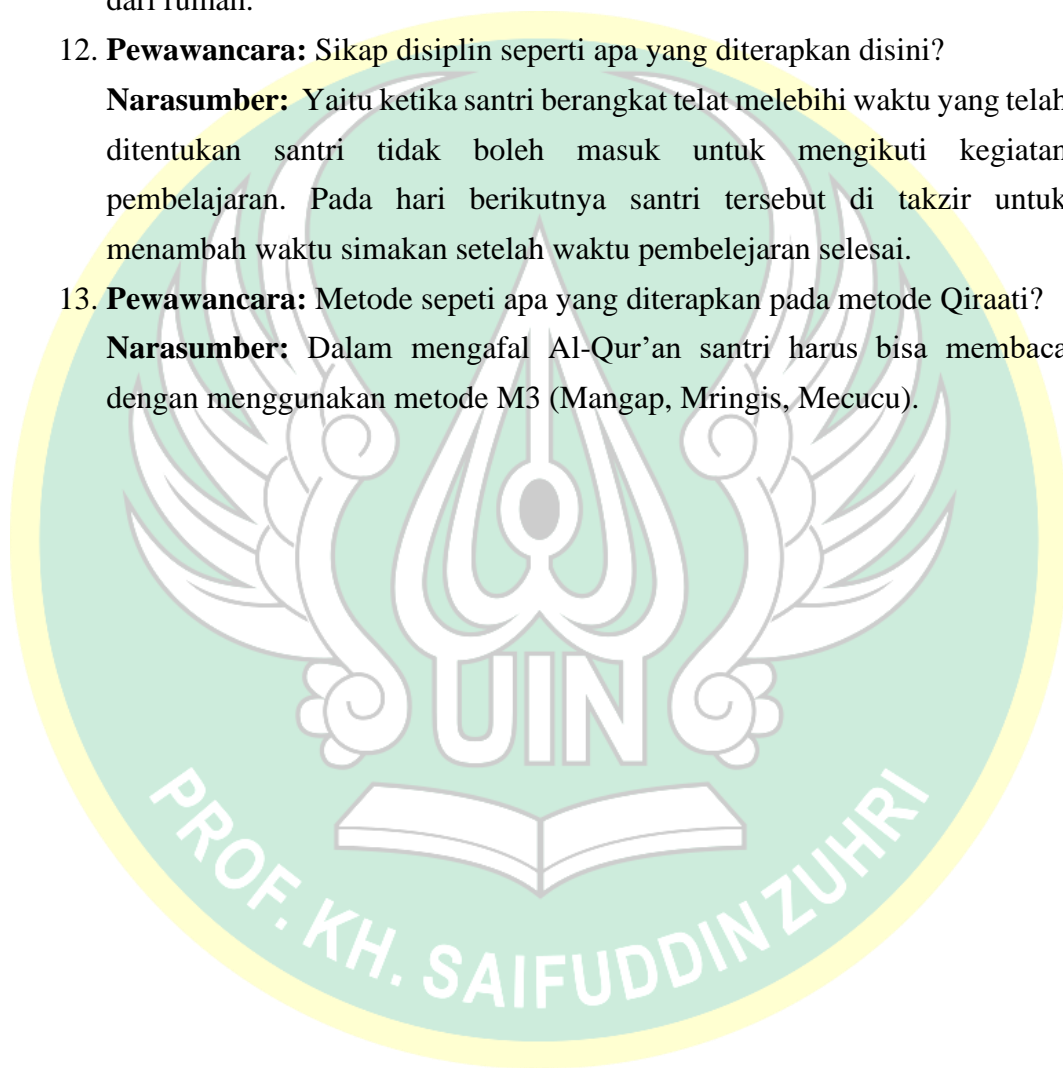 dari rumah.
12. Pewawancara: Sikap disiplin seperti apa yang diterapkan disini?
Narasumber: Yaitu ketika santri berangkat telat melebihi waktu yang telah
ditentukan santri tidak boleh masuk untuk mengikuti kegiatan
pembelajaran. Pada hari berikutnya santri tersebut di takzir untuk
menambah waktu simakan setelah waktu pembelejaran selesai.
13. Pewawancara: Metode sepeti apa yang diterapkan pada metode Qiraati?
Narasumber: Dalam mengafal Al-Qur’an santri harus bisa membaca
dengan menggunakan metode M3 (Mangap, Mringis, Mecucu).
UIN
PROF. KH. SAIFUDDIN ZUHRI